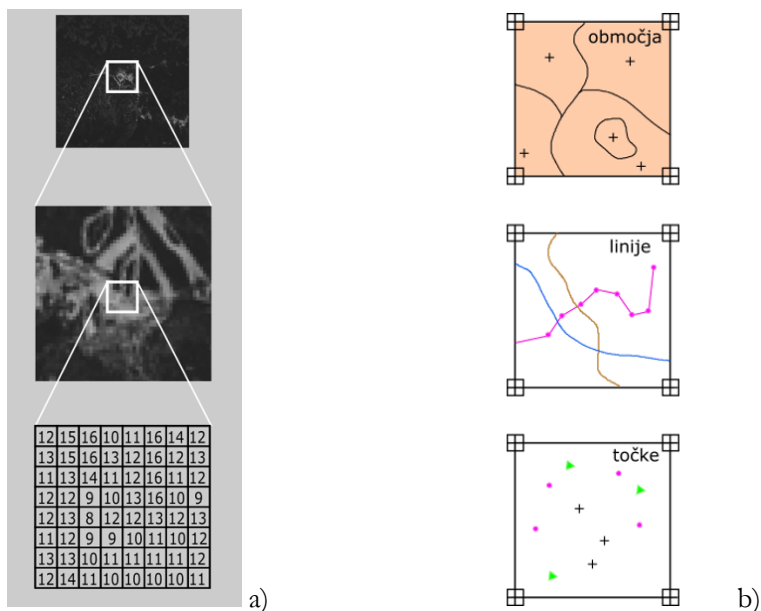 12 15 16 10 11 16 14 12
13 15 16 13 12 16 12 13
11 13 14 11 12 16 11 12
12 12 9 10 13 16 10 9
12 13 8 12 12 13 12 13
11 12 9 9 10 11 10 12
13 13 10 11 11 11 11 12
12 14 11 10 10 10 10 11
a)
območja
linije
točke
b)